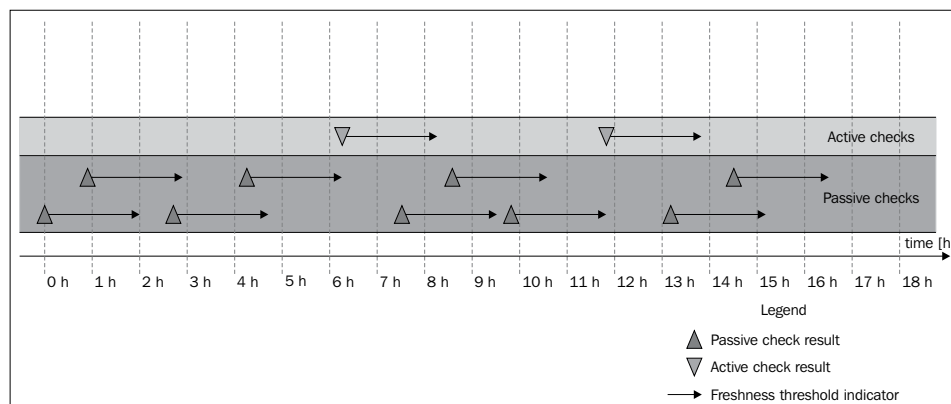 Active checks
Passive checks
time [h
0 h 1 h 2 h 3 h 4 h 5 h 6 h 7 h 8 h 9 h 10 h 11 h 12 h 13 h 14 h 15 h 16 h 17 h 18 h
Legend
Passive check result
Active check result
Freshness threshold indicator